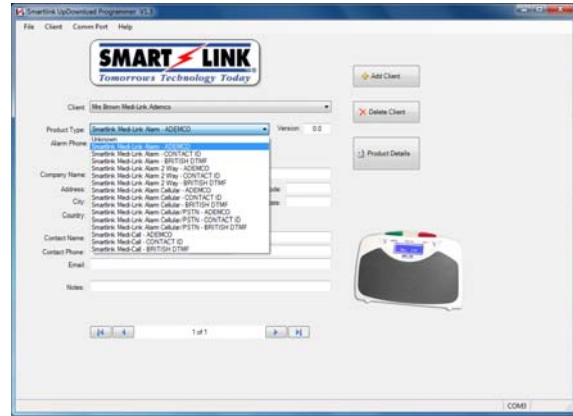 Smartlink UpDownload Programmer V1.3
File Client Comm Port Help
SMART LINK
Tomorrows Technology Today
Add Client
Client Mrs Brown Medi-Link Ademco
Delete Client
Product Type: Smartlink Medi-Link Alarm - ADEMCO Version: 0.0
Unknown
Alarm Phone
Smartlink Medi-Link Alarm - ADEMCO
Smartlink Medi-Link Alarm - CONTACT ID
Smartlink Medi-Link Alarm - BRITISH DTMF
Product Details
Smartlink Medi-Link Alarm 2 Way - ADEMCO
Smartlink Medi-Link Alarm 2 Way - CONTACT ID
Company Name
Smartlink Medi-Link Alarm 2 Way - BRITISH DTMF
Address:
Smartlink Medi-Link Alarm Cellular - ADEMCO
Smartlink Medi-Link Alarm Cellular - CONTACT ID
City:
Smartlink Medi-Link Alarm Cellular - BRITISH DTMF
Smartlink Medi-Link Alarm Cellular/PSTN - ADEMCO
Country:
Smartlink Medi-Link Alarm Cellular/PSTN - CONTACT ID
Smartlink Medi-Link Alarm Cellular/PSTN - BRITISH DTMF
Contact Name
Smartlink Medi-Call - ADEMCO
Smartlink Medi-Call - CONTACT ID
Contact Phone:
Smartlink Medi-Call - BRITISH DTMF
Email:
Notes:
1 of 1
COM3